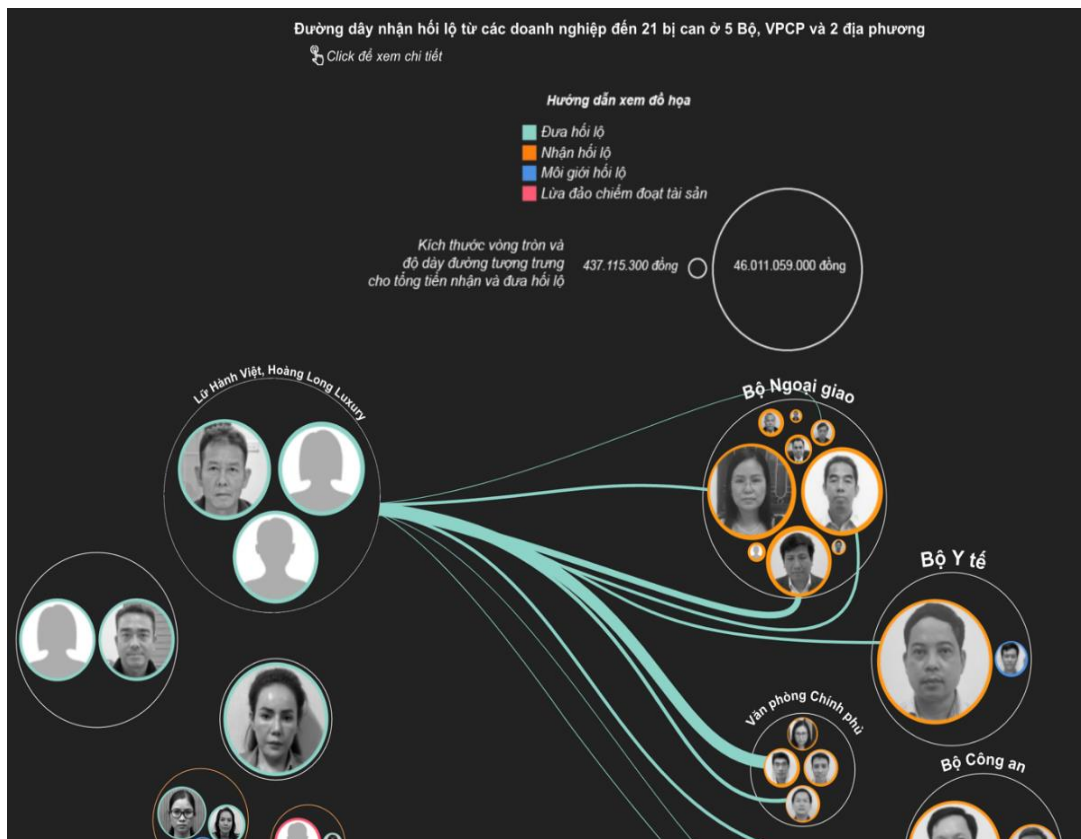 Đường dây nhận hối lộ từ các doanh nghiệp đến 21 bị can ở 5 Bộ, VPCP và 2 địa phương
Click để xem chi tiết
Hướng dẫn xem đồ họa
Đưa hối lộ
Nhận hối lộ
Môi giới hối lộ
Lừa đảo chiếm đoạt tài sản
Kích thước vòng tròn và
độ dày đường tượng trưng
cho tổng tiền nhận và đưa hối lộ
437.115.300 đồng
46.011.059.000 đồng
Lữ Hành Việt, Hoàng Long Luxury
Bộ Ngoại giao
Bộ Y tế
Văn phòng Chính phủ
Bộ Công an